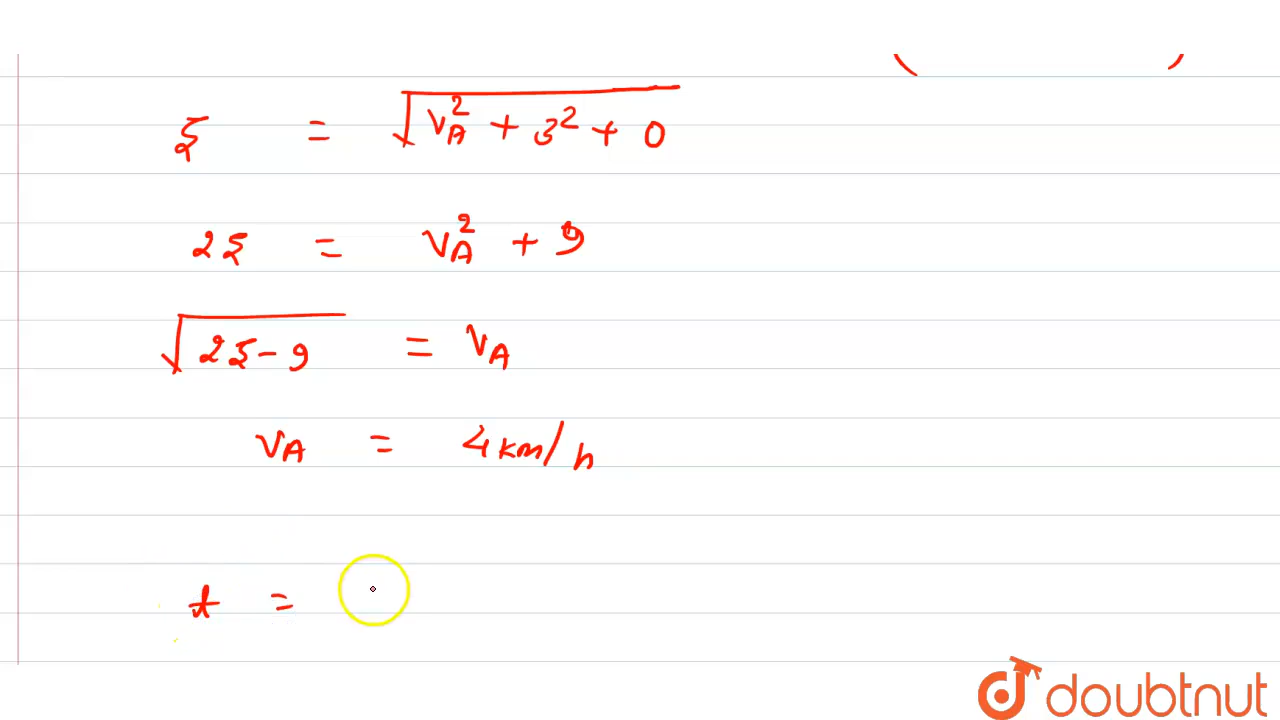 5 = √(V_A² + 3² + 0)
25 = V_A² + 9
√(25-9) = V_A
V_A = 4 km/h
t =
doubtnut